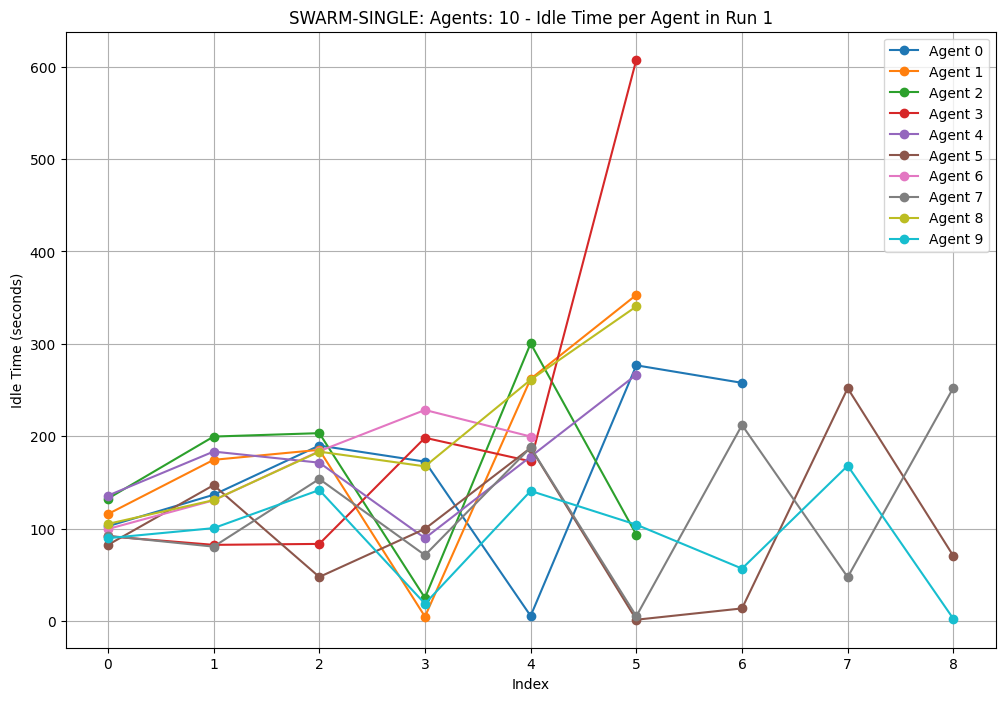 SWARM-SINGLE: Agents: 10 - Idle Time per Agent in Run 1
Agent 0
Agent 1
Agent 2
Agent 3
Agent 4
Agent 5
Agent 6
Agent 7
Agent 8
Agent 9
Idle Time (seconds)
600
500
400
300
200
100
0
0 1 2 3 4 5 6 7 8
Index